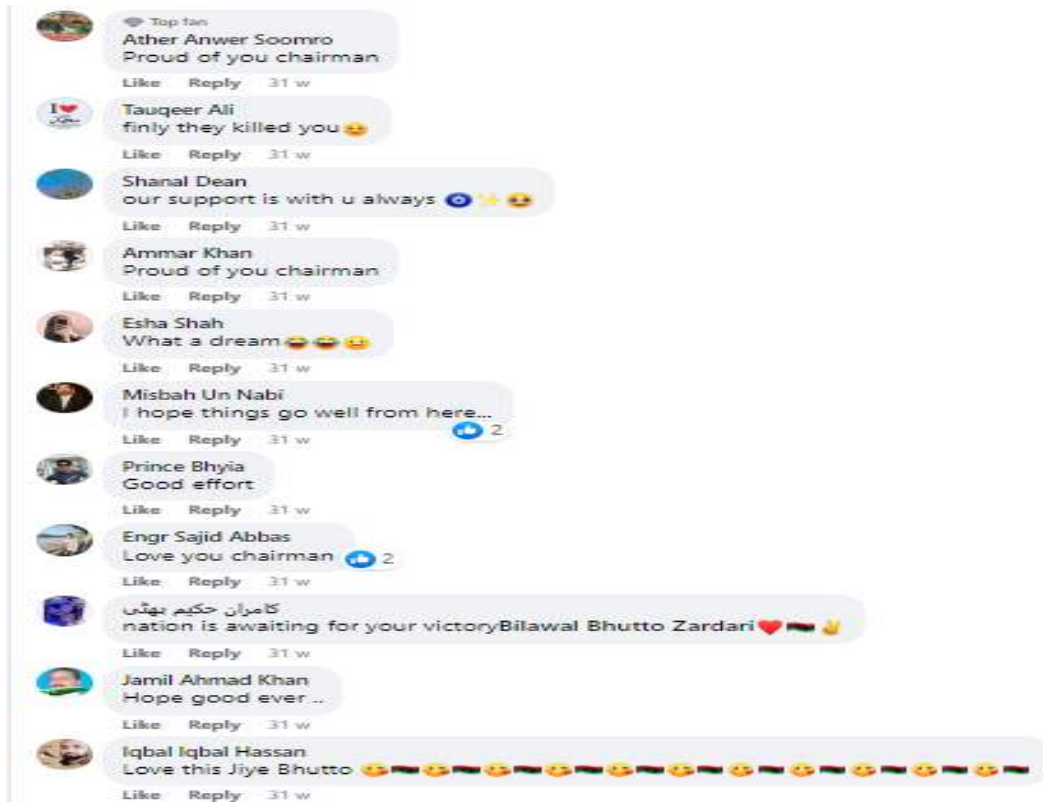 Top fan
Ather Anwer Soomro
Proud of you chairman
Like Reply 31 w
Tauqeer Ali
finly they killed you🥺
Like Reply 31 w
Shanal Dean
our support is with u always 🧿✨🥺
Like Reply 31 w
Ammar Khan
Proud of you chairman
Like Reply 31 w
Esha Shah
What a dream😂😂😐
Like Reply 31 w
Misbah Un Nabi
I hope things go well from here...
2
Like Reply 31 w
Prince Bhyia
Good effort
Like Reply 31 w
Engr Sajid Abbas
Love you chairman 2
Like Reply 31 w
کامران حکیم بھٹی
nation is awaiting for your victoryBilawal Bhutto Zardari❤️🇱🇾✌️
Like Reply 31 w
Jamil Ahmad Khan
Hope good ever ..
Like Reply 31 w
Iqbal Iqbal Hassan
Love this Jiye Bhutto 😘🇱🇾😘🇱🇾😘🇱🇾😘🇱🇾😘🇱🇾😘🇱🇾😘🇱🇾😘🇱🇾😘🇱🇾😘🇱🇾😘🇱🇾
Like Reply 31 w